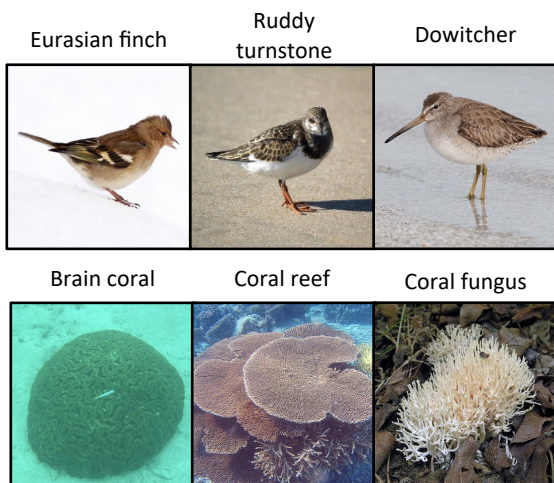 Eurasian finch
Ruddy
turnstone
Dowitcher
Brain coral
Coral reef
Coral fungus